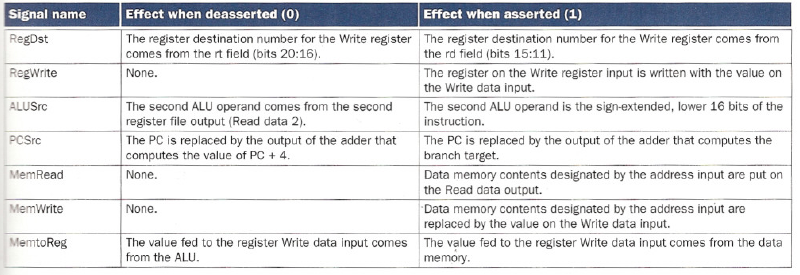 Signal name Effect when deasserted (0) Effect when asserted (1)
RegDst The register destination number for the Write register The register destination number for the Write register comes from
comes from the rt field (bits 20:16). the rd field (bits 15:11).
RegWrite None. The register on the Write register input is written with the value on
the Write data input.
ALUSrc The second ALU operand comes from the second The second ALU operand is the sign-extended, lower 16 bits of the
register file output (Read data 2). instruction.
PCSrc The PC is replaced by the output of the adder that The PC is replaced by the output of the adder that computes the
computes the value of PC + 4. branch target.
MemRead None. Data memory contents designated by the address input are put on
the Read data output.
MemWrite None. Data memory contents designated by the address input are
replaced by the value on the Write data input.
MemtoReg The value fed to the register Write data input comes The value fed to the register Write data input comes from the data
from the ALU. memory.